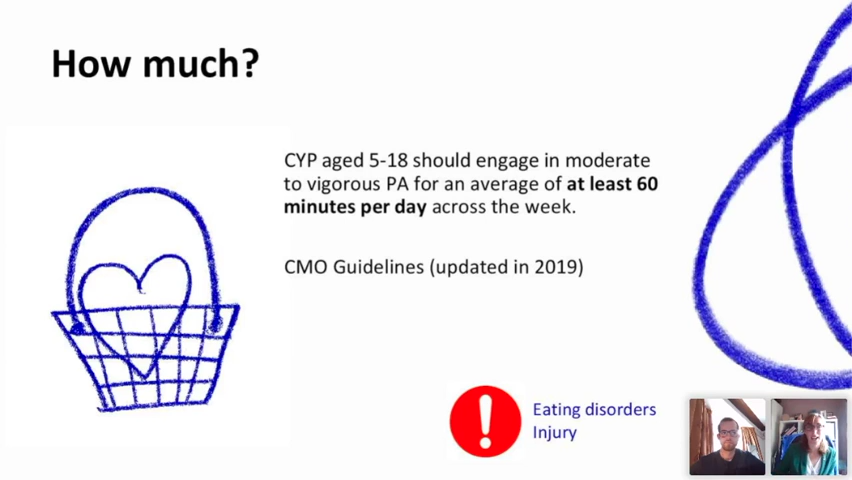 How much?
CYP aged 5-18 should engage in moderate
to vigorous PA for an average of at least 60
minutes per day across the week.
CMO Guidelines (updated in 2019)
Eating disorders
Injury